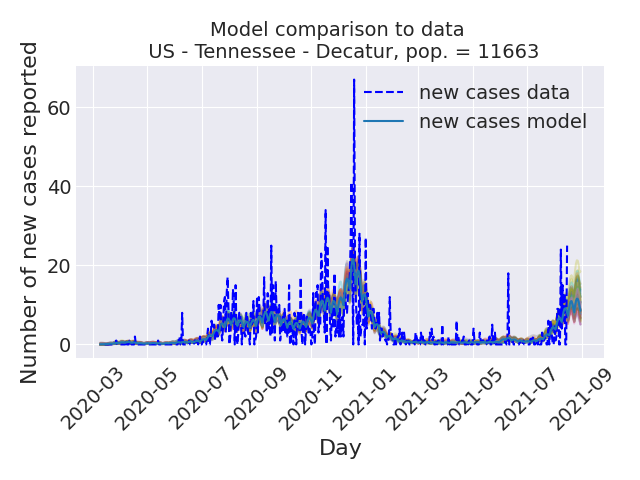 Model comparison to data
US - Tennessee - Decatur, pop. = 11663
Number of new cases reported
60
40
20
0
new cases data
new cases model
2020-03
2020-05
2020-07
2020-09
2020-11
2021-01
2021-03
2021-05
2021-07
2021-09
Day